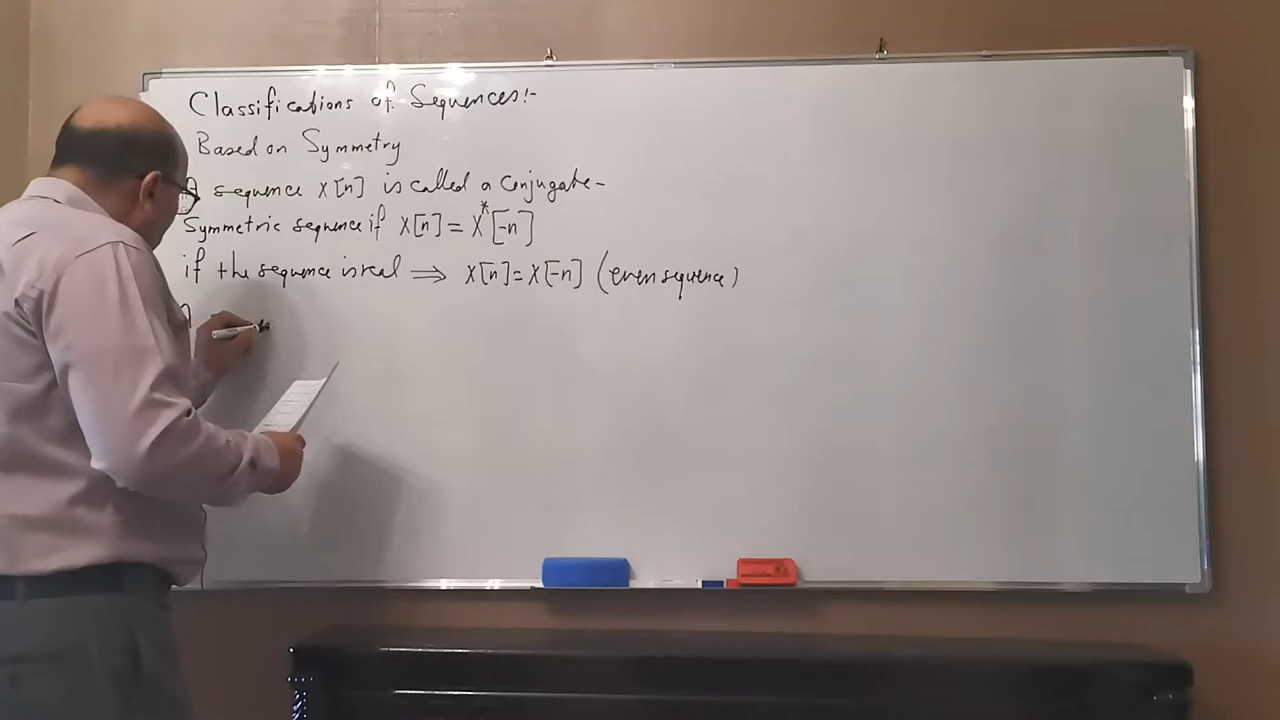 Classifications of Sequences:-
Based on Symmetry
A sequence x[n] is called a Conjugate-
Symmetric sequence if x[n] = x*[-n]
if the sequence is real ⟹ x[n] = x[-n] (even sequence)
A